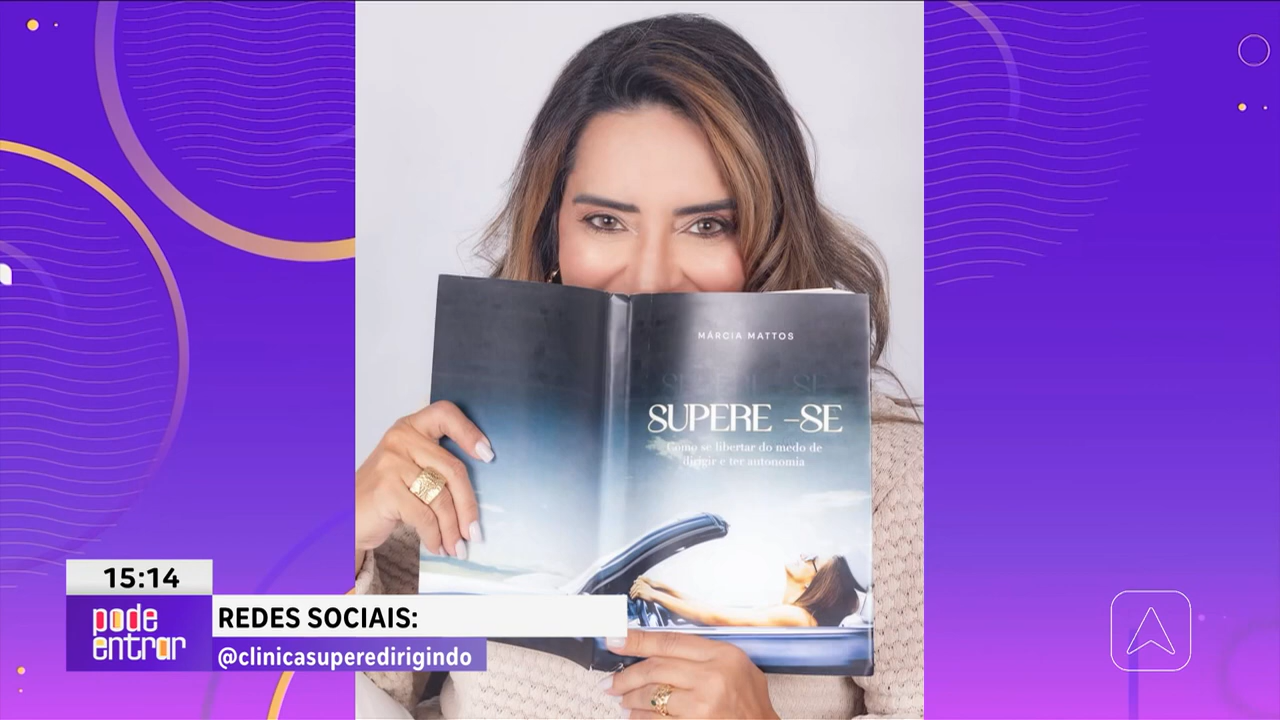 MÁRCIA MATTOS
SUPERE -SE
Como se libertar do medo de
dirigir e ter autonomia
15:14
pode
entrar
REDES SOCIAIS:
@clinicasuperedirigindo